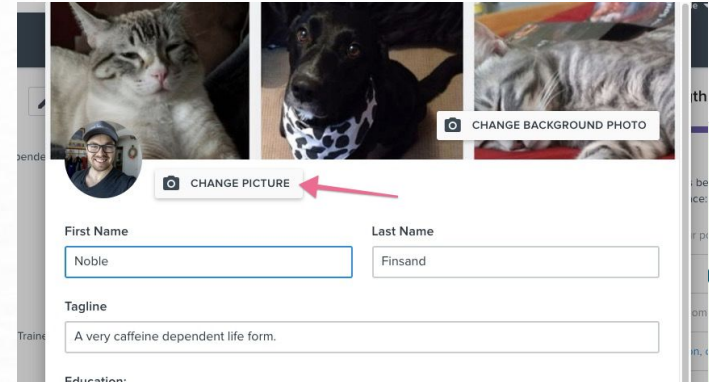 CHANGE BACKGROUND PHOTO
CHANGE PICTURE
First Name
Last Name
Noble
Finsand
Tagline
A very caffeine dependent life form.
Education: